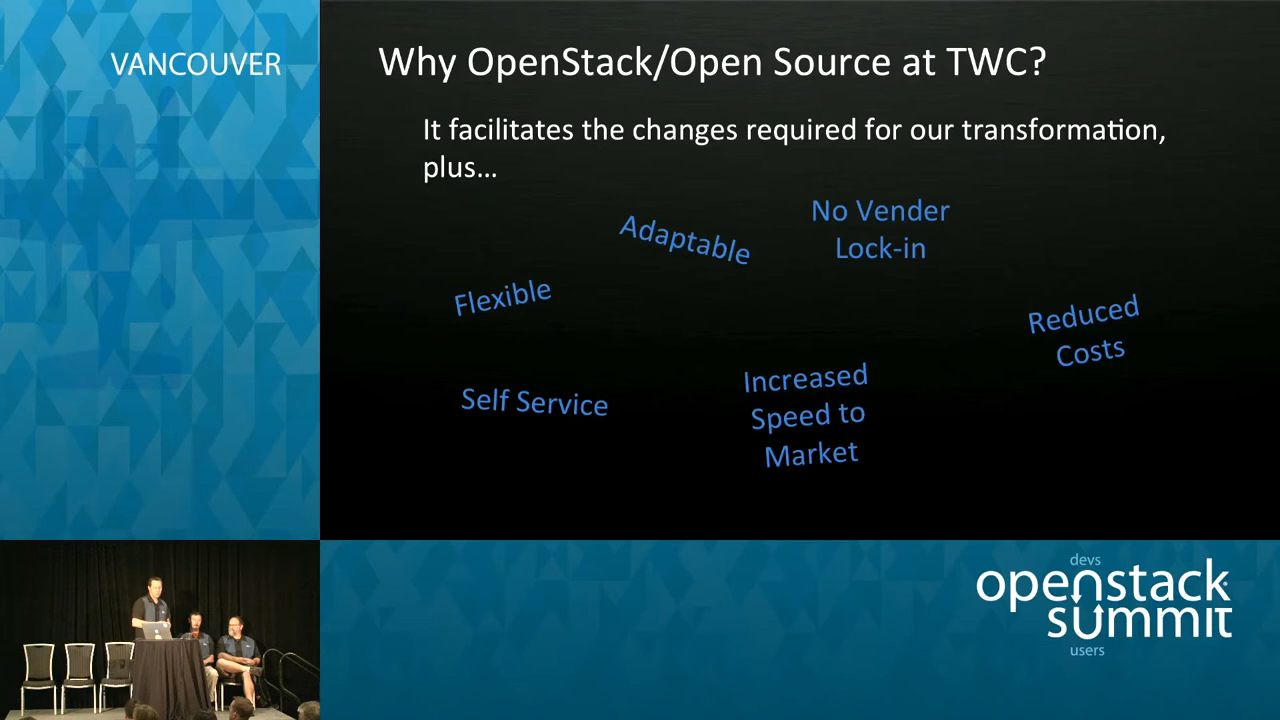 VANCOUVER
Why OpenStack/Open Source at TWC?
It facilitates the changes required for our transformation,
plus...
Adaptable
No Vender
Lock-in
Flexible
Reduced
Costs
Self Service
Increased
Speed to
Market
devs
openstack
summit
users